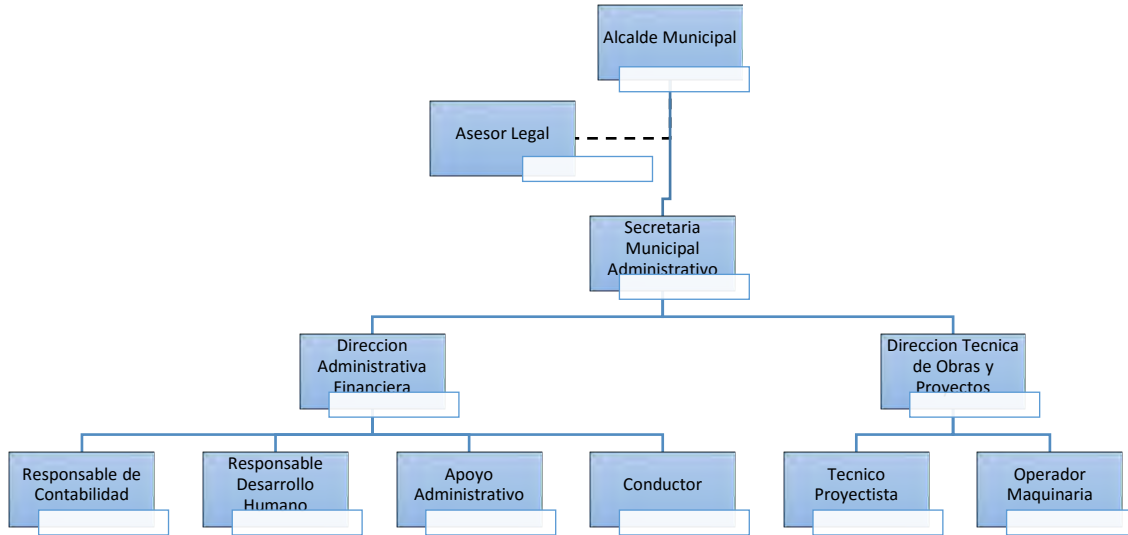 Alcalde Municipal
Asesor Legal
Secretaria
Municipal
Administrativo
Direccion
Administrativa
Financiera
Direccion Tecnica
de Obras y
Proyectos
Responsable de
Contabilidad
Responsable
Desarrollo
Humano
Apoyo
Administrativo
Conductor
Tecnico
Proyectista
Operador
Maquinaria